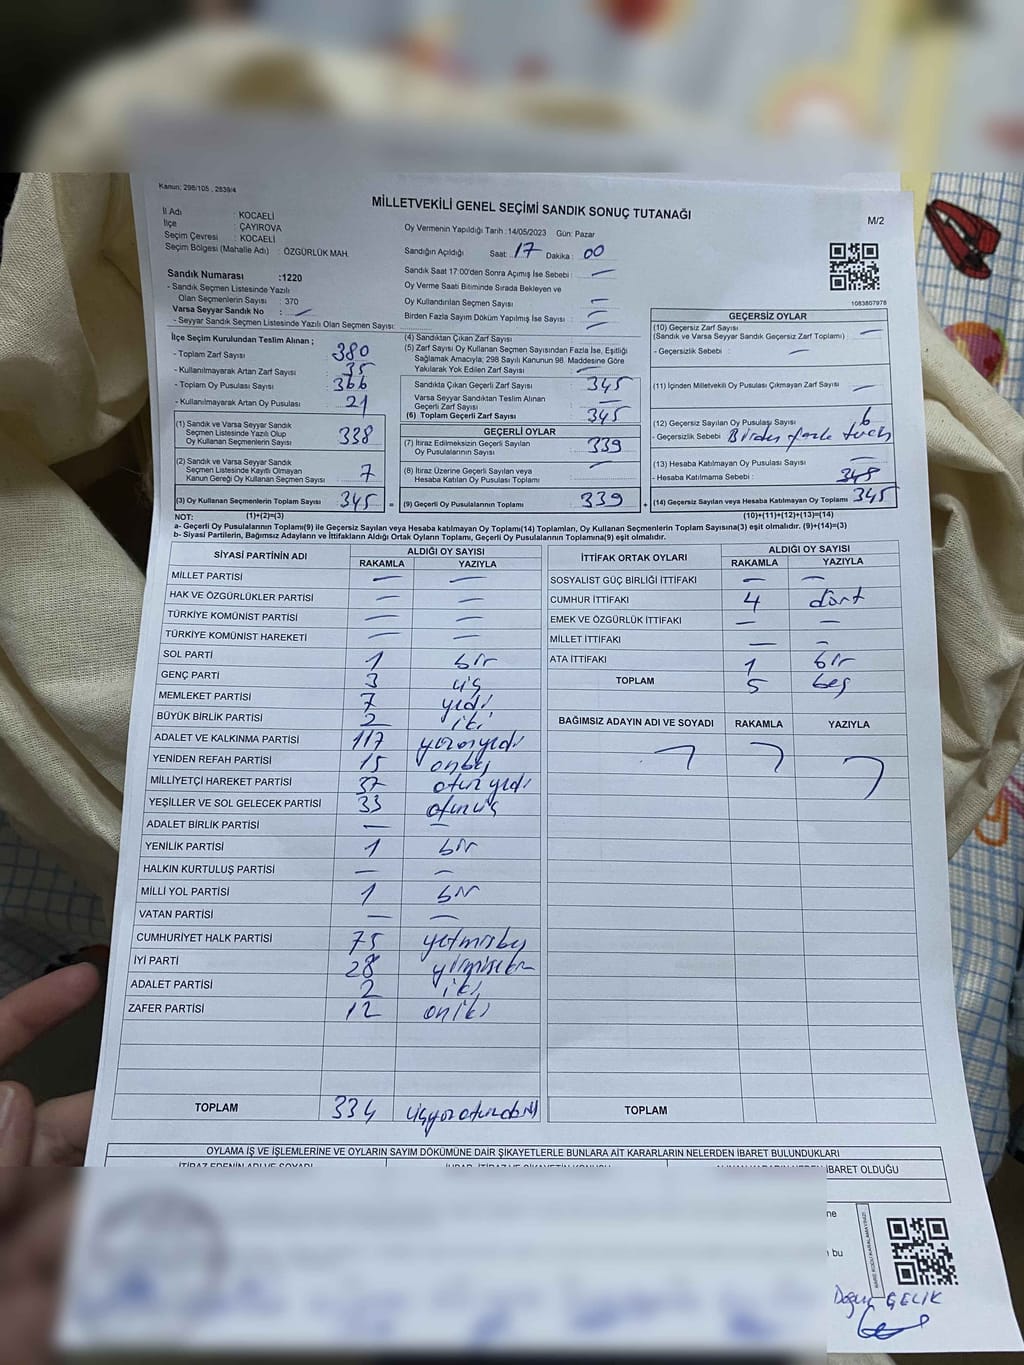 Kanun: 298/105 , 2839/4
MİLLETVEKİLİ GENEL SEÇİMİ SANDIK SONUÇ TUTANAĞI
M/2
İl Adı : KOCAELİ
İlçe : ÇAYIROVA
Seçim Çevresi : KOCAELİ
Seçim Bölgesi (Mahalle Adı) : ÖZGÜRLÜK MAH.
Sandık Numarası :1220
- Sandık Seçmen Listesinde Yazılı
Olan Seçmenlerin Sayısı : 370
Varsa Seyyar Sandık No : —
- Seyyar Sandık Seçmen Listesinde Yazılı Olan Seçmen Sayısı:
Oy Vermenin Yapıldığı Tarih :14/05/2023 Gün: Pazar
Sandığın Açıldığı Saat: 17 Dakika : 00
Sandık Saat 17:00'den Sonra Açımış İse Sebebi : —
Oy Verme Saati Bitiminde Sırada Bekleyen ve
Oy Kullandırılan Seçmen Sayısı : —
Birden Fazla Sayım Döküm Yapılmış İse Sayısı : —
1083807978
İlçe Seçim Kurulundan Teslim Alınan ;
- Toplam Zarf Sayısı : 380
- Kullanılmayarak Artan Zarf Sayısı : 35
- Toplam Oy Pusulası Sayısı : 366
- Kullanılmayarak Artan Oy Pusulası : 21
(1) Sandık ve Varsa Seyyar Sandık
Seçmen Listesinde Yazılı Olup
Oy Kullanan Seçmenlerin Sayısı 338
(2) Sandık ve Varsa Seyyar Sandık
Seçmen Listesinde Kayıtlı Olmayan
Kanun Gereği Oy Kullanan Seçmen Sayısı 7
(3) Oy Kullanan Seçmenlerin Toplam Sayısı 345 =
(4) Sandıktan Çıkan Zarf Sayısı :
(5) Zarf Sayısı Oy Kullanan Seçmen Sayısından Fazla İse, Eşitliği
Sağlamak Amacıyla; 298 Sayılı Kanunun 98. Maddesine Göre
Yakılarak Yok Edilen Zarf Sayısı : —
Sandıkta Çıkan Geçerli Zarf Sayısı : 345
Varsa Seyyar Sandıktan Teslim Alınan
Geçerli Zarf Sayısı : —
(6) Toplam Geçerli Zarf Sayısı : 345
GEÇERLİ OYLAR
(7) İtiraz Edilmeksizin Geçerli Sayılan
Oy Pusulalarının Sayısı : 339
(8) İtiraz Üzerine Geçerli Sayılan ve
Hesaba Katılan Oy Toplamı : —
(9) Geçerli Oy Pusulalarının Toplamı : 339 +
GEÇERSİZ OYLAR
(10) Geçersiz Zarf Sayısı
(Sandık ve Varsa Seyyar Sandık Geçersiz Zarf Toplamı) : —
- Geçersizlik Sebebi : —
(11) İçinden Milletvekili Oy Pusulası Çıkmayan Zarf Sayısı : —
(12) Geçersiz Sayılan Oy Pusulası Sayısı : 6
- Geçersizlik Sebebi : Birden fazla
(13) Hesaba Katılmayan Oy Pusulası Sayısı : —
- Hesaba Katılmama Sebebi : 345
(14) Geçersiz Sayılan veya Hesaba Katılmayan Oy Toplamı : 345
NOT: (1)+(2)=(3) (10)+(11)+(12)+(13)=(14)
a- Geçerli Oy Pusulalarının Toplamı(9) ile Geçersiz Sayılan veya Hesaba katılmayan Oy Toplamı(14) Toplamları, Oy Kullanan Seçmenlerin Toplam Sayısına(3) eşit olmalıdır. (9)+(14)=(3)
b- Siyasi Partilerin, Bağımsız Adayların ve İttifakların Aldığı Ortak Oyların Toplamı, Geçerli Oy Pusulalarının Toplamına(9) eşit olmalıdır.
SİYASİ PARTİNİN ADI ALDIĞI OY SAYISI
RAKAMLA YAZIYLA
MİLLET PARTİSİ — —
HAK VE ÖZGÜRLÜKLER PARTİSİ — —
TÜRKİYE KOMÜNİST PARTİSİ — —
TÜRKİYE KOMÜNİST HAREKETİ — —
SOL PARTİ 1 bir
GENÇ PARTİ 3 üç
MEMLEKET PARTİSİ 7 yedi
BÜYÜK BİRLİK PARTİSİ 2 iki
ADALET VE KALKINMA PARTİSİ 117 yüzonyedi
YENİDEN REFAH PARTİSİ 15 onbeş
MİLLİYETÇİ HAREKET PARTİSİ 37 otuzyedi
YEŞİLLER VE SOL GELECEK PARTİSİ 33 otuzüç
ADALET BİRLİK PARTİSİ — —
YENİLİK PARTİSİ 1 bir
HALKIN KURTULUŞ PARTİSİ — —
MİLLİ YOL PARTİSİ 1 bir
VATAN PARTİSİ — —
CUMHURİYET HALK PARTİSİ 75 yetmişbeş
İYİ PARTİ 28 yirmisekiz
ADALET PARTİSİ 2 iki
ZAFER PARTİSİ 12 oniki
TOPLAM 334 üçyüzotuzdört
İTTİFAK ORTAK OYLARI ALDIĞI OY SAYISI
RAKAMLA YAZIYLA
SOSYALİST GÜÇ BİRLİĞİ İTTİFAKI — —
CUMHUR İTTİFAKI 4 dört
EMEK VE ÖZGÜRLÜK İTTİFAKI — —
MİLLET İTTİFAKI — —
ATA İTTİFAKI 1 bir
TOPLAM 5 beş
BAĞIMSIZ ADAYIN ADI VE SOYADI RAKAMLA YAZIYLA
TOPLAM
OYLAMA İŞ VE İŞLEMLERİNE VE OYLARIN SAYIM DÖKÜMÜNE DAİR ŞİKAYETLERLE BUNLARA AİT KARARLARIN NELERDEN İBARET BULUNDUKLARI
İBARET OLDUĞU
ne
bu
ÇELİK